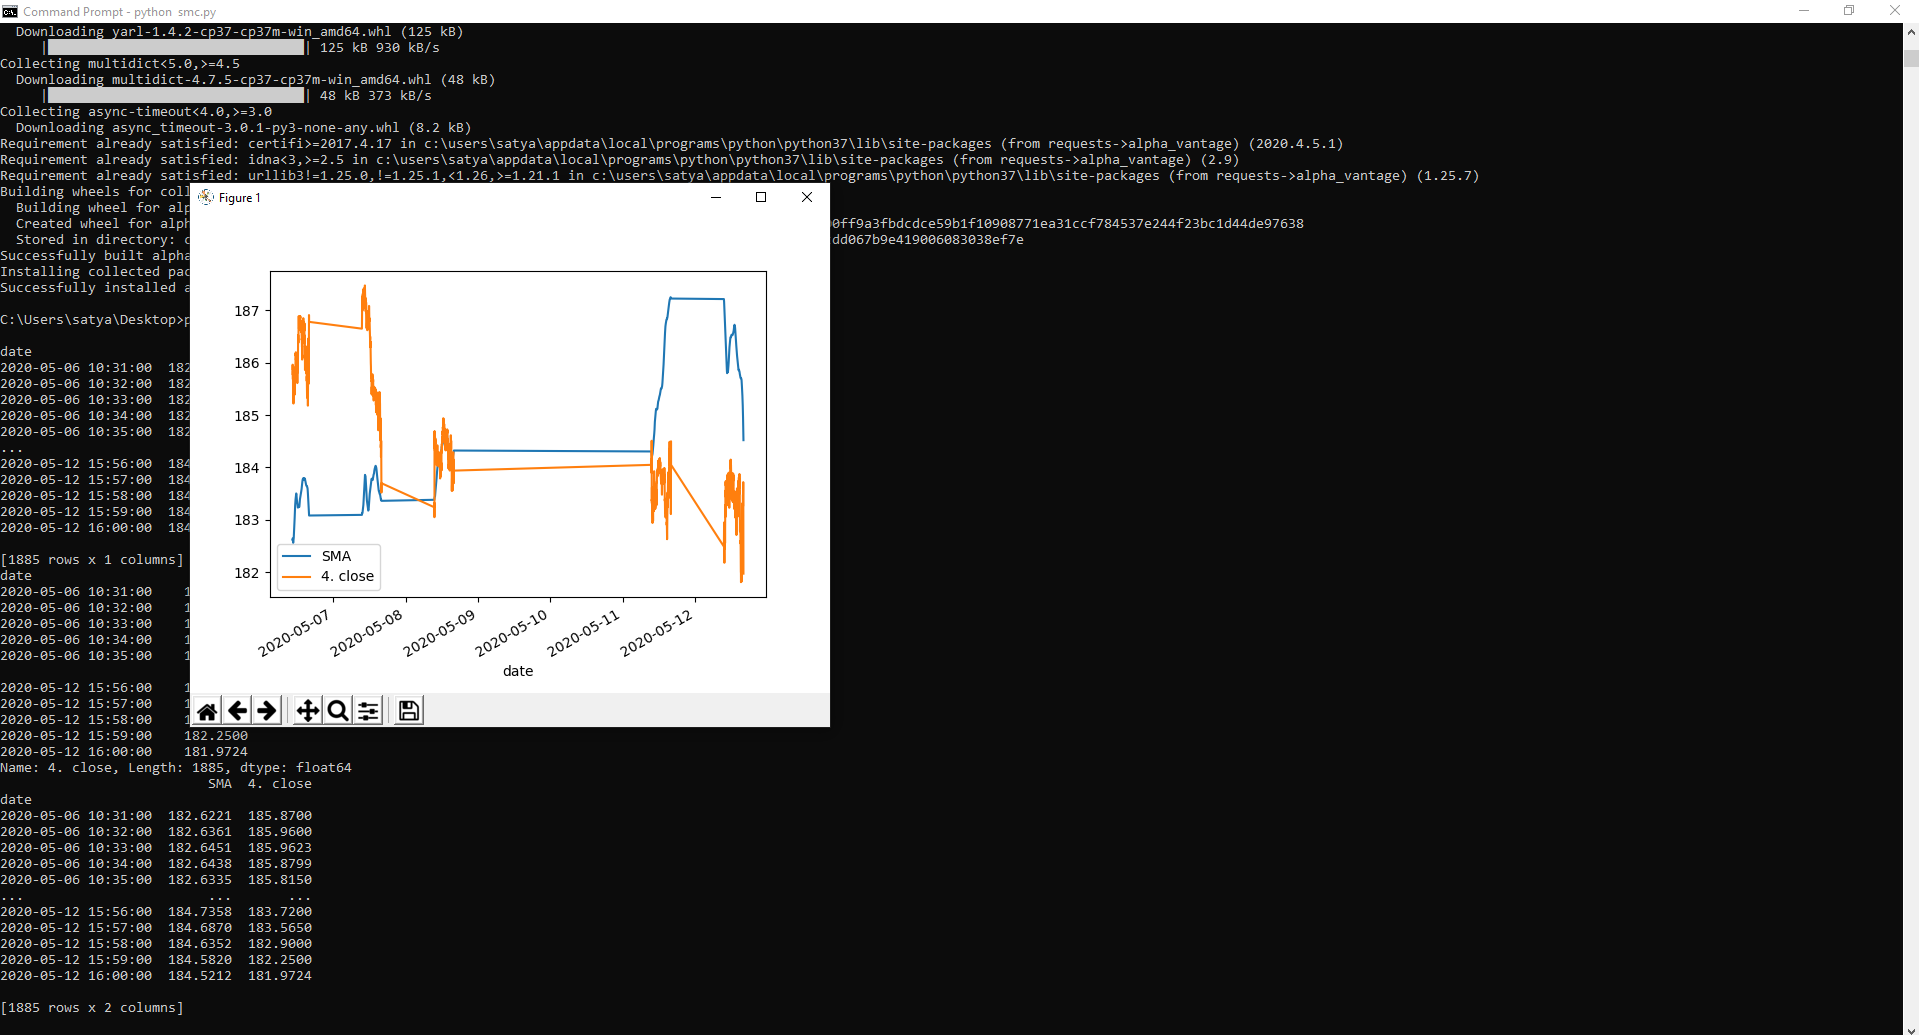 Command Prompt - python  smc.py
  Downloading yarl-1.4.2-cp37-cp37m-win_amd64.whl (125 kB)
     |████████████████████████████████| 125 kB 930 kB/s
Collecting multidict<5.0,>=4.5
  Downloading multidict-4.7.5-cp37-cp37m-win_amd64.whl (48 kB)
     |████████████████████████████████| 48 kB 373 kB/s
Collecting async-timeout<4.0,>=3.0
  Downloading async_timeout-3.0.1-py3-none-any.whl (8.2 kB)
Requirement already satisfied: certifi>=2017.4.17 in c:\users\satya\appdata\local\programs\python\python37\lib\site-packages (from requests->alpha_vantage) (2020.4.5.1)
Requirement already satisfied: idna<3,>=2.5 in c:\users\satya\appdata\local\programs\python\python37\lib\site-packages (from requests->alpha_vantage) (2.9)
Requirement already satisfied: urllib3!=1.25.0,!=1.25.1,<1.26,>=1.21.1 in c:\users\satya\appdata\local\programs\python\python37\lib\site-packages (from requests->alpha_vantage) (1.25.7)
Building wheels for coll
  Building wheel for alp
  Created wheel for alph 0ff9a3fbdcdce59b1f10908771ea31ccf784537e244f23bc1d44de97638
  Stored in directory: c dd067b9e419006083038ef7e
Successfully built alpha
Installing collected pac
Successfully installed a
C:\Users\satya\Desktop>p
date
2020-05-06 10:31:00  182
2020-05-06 10:32:00  182
2020-05-06 10:33:00  182
2020-05-06 10:34:00  182
2020-05-06 10:35:00  182
...
2020-05-12 15:56:00  184
2020-05-12 15:57:00  184
2020-05-12 15:58:00  184
2020-05-12 15:59:00  184
2020-05-12 16:00:00  184
[1885 rows x 1 columns]
date
2020-05-06 10:31:00    1
2020-05-06 10:32:00    1
2020-05-06 10:33:00    1
2020-05-06 10:34:00    1
2020-05-06 10:35:00    1
2020-05-12 15:56:00    1
2020-05-12 15:57:00    1
2020-05-12 15:58:00    1
2020-05-12 15:59:00    182.2500
2020-05-12 16:00:00    181.9724
Name: 4. close, Length: 1885, dtype: float64
SMA  4. close
date
2020-05-06 10:31:00  182.6221  185.8700
2020-05-06 10:32:00  182.6361  185.9600
2020-05-06 10:33:00  182.6451  185.9623
2020-05-06 10:34:00  182.6438  185.8799
2020-05-06 10:35:00  182.6335  185.8150
...                       ...       ...
2020-05-12 15:56:00  184.7358  183.7200
2020-05-12 15:57:00  184.6870  183.5650
2020-05-12 15:58:00  184.6352  182.9000
2020-05-12 15:59:00  184.5820  182.2500
2020-05-12 16:00:00  184.5212  181.9724
[1885 rows x 2 columns]
Figure 1
187
186
185
184
183
182
SMA
4. close
2020-05-07 2020-05-08 2020-05-09 2020-05-10 2020-05-11 2020-05-12
date